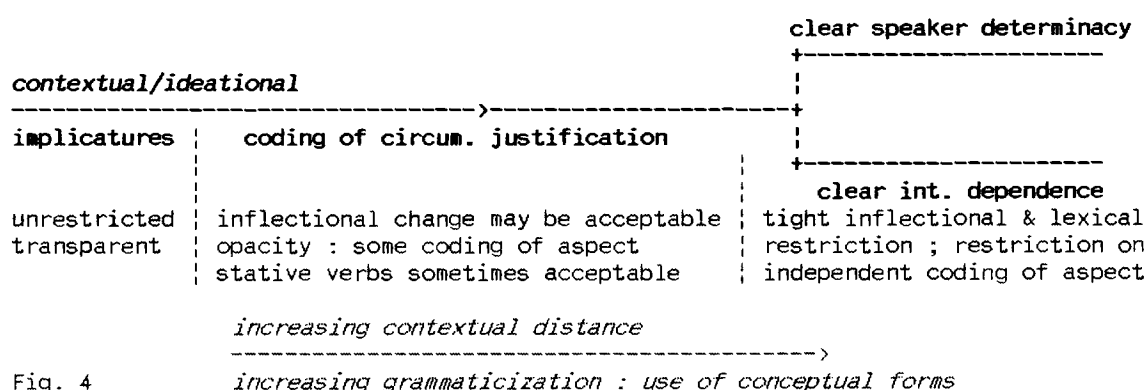 clear speaker determinacy
contextual/ideational
implicatures coding of circum. justification
clear int. dependence
unrestricted inflectional change may be acceptable tight inflectional & lexical
transparent opacity : some coding of aspect restriction ; restriction on
stative verbs sometimes acceptable independent coding of aspect
increasing contextual distance
Fig. 4 increasing grammaticization : use of conceptual forms